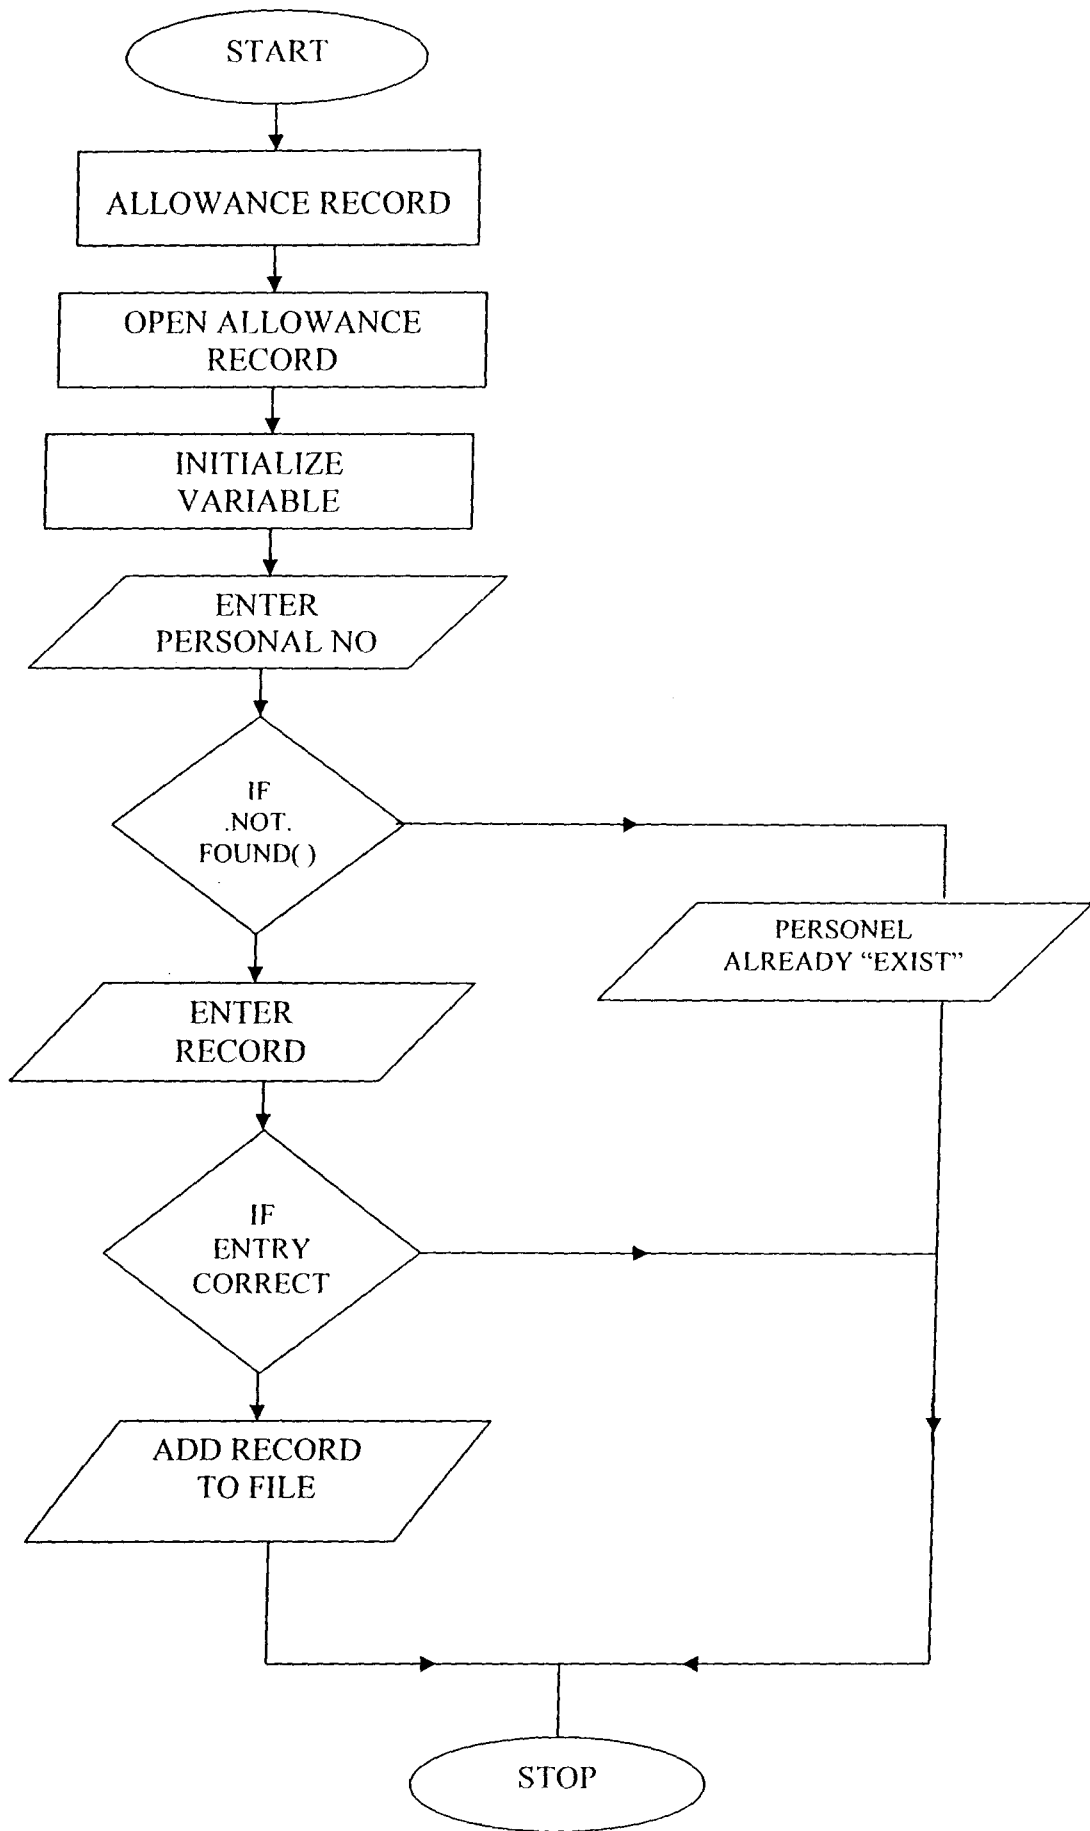 START
ALLOWANCE RECORD
OPEN ALLOWANCE
RECORD
INITIALIZE
VARIABLE
ENTER
PERSONAL NO
IF
.NOT.
FOUND( )
PERSONEL
ALREADY “EXIST”
ENTER
RECORD
IF
ENTRY
CORRECT
ADD RECORD
TO FILE
STOP